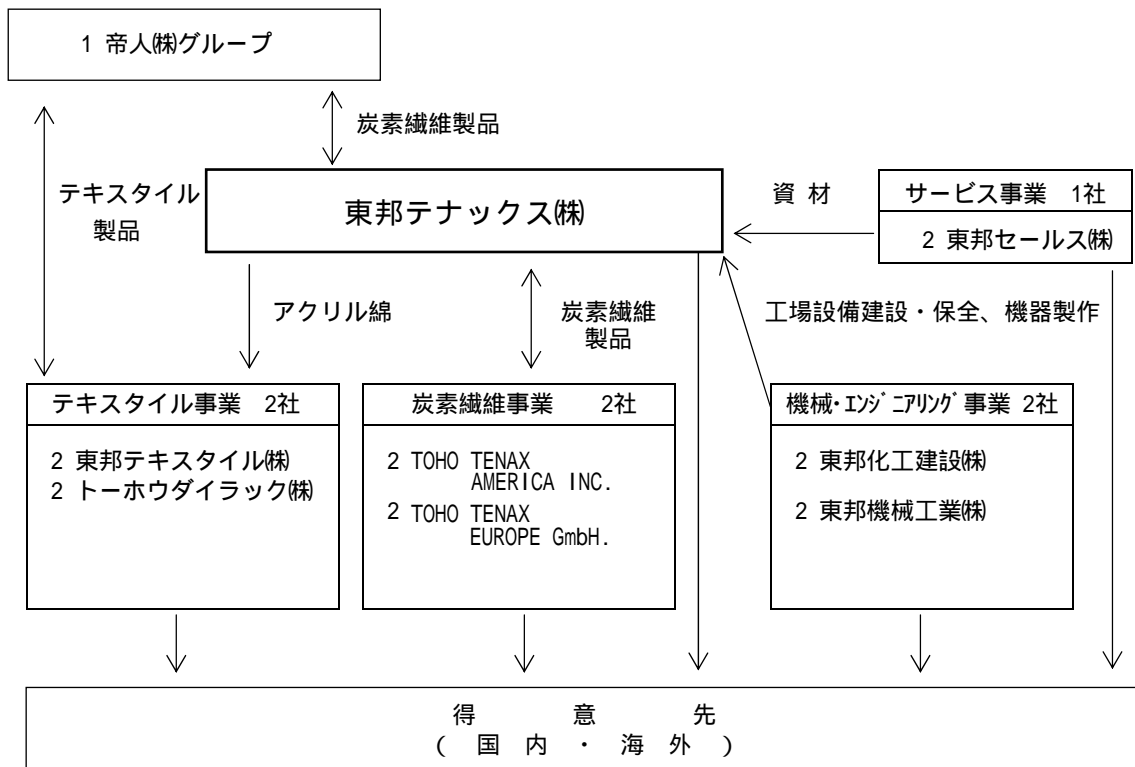 1 帝人㈱グループ
炭素繊維製品
テキスタイル
製品
東邦テナックス㈱
資 材
サービス事業 1社
2 東邦セールス㈱
アクリル綿
炭素繊維
製品
工場設備建設・保全、機器製作
テキスタイル事業 2社
2 東邦テキスタイル㈱
2 トーホウダイラック㈱
炭素繊維事業 2社
2 TOHO TENAX
AMERICA INC.
2 TOHO TENAX
EUROPE GmbH.
機械・ｴﾝｼﾞﾆｱﾘﾝｸﾞ事業 2社
2 東邦化工建設㈱
2 東邦機械工業㈱
得 意 先
( 国 内 ・ 海 外 )